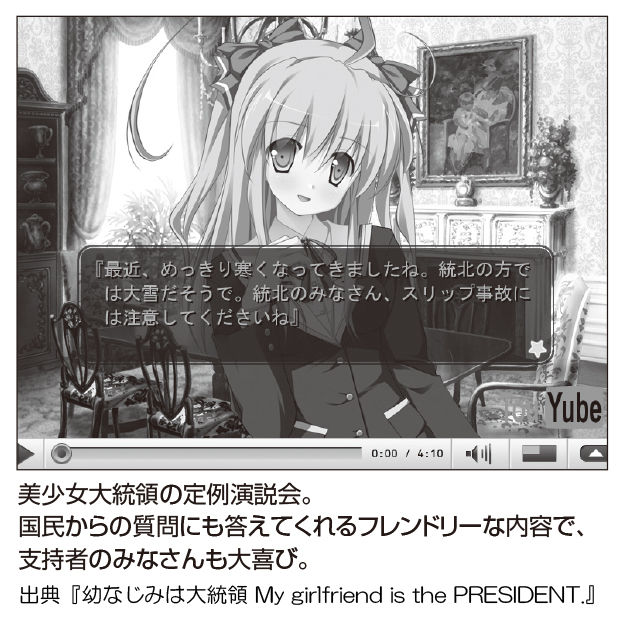 『最近、めっきり寒くなってきましたね。統北の方で
は大雪だそうで。統北のみなさん、スリップ事故に
は注意してくださいね』
Yube
0:00 / 4:10
美少女大統領の定例演説会。
国民からの質問にも答えてくれるフレンドリーな内容で、
支持者のみなさんも大喜び。
出典『幼なじみは大統領 My girlfriend is the PRESIDENT.』